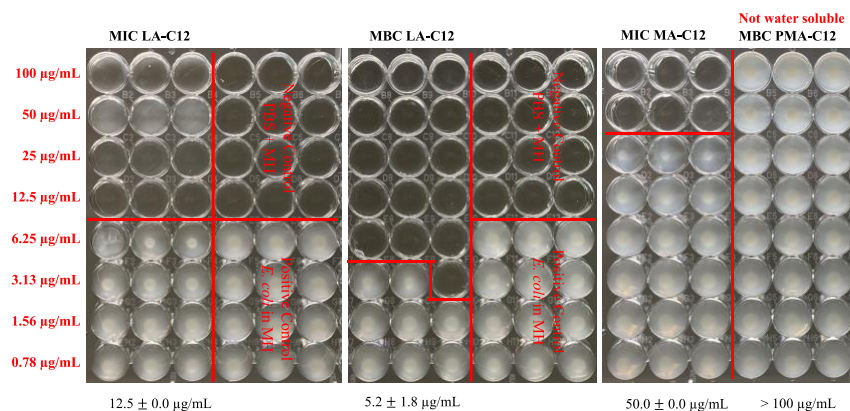 Not water soluble
MIC LA-C12
MBC LA-C12
MIC MA-C12
MBC PMA-C12
100 µg/mL
50 µg/mL
25 µg/mL
12.5 µg/mL
6.25 µg/mL
3.13 µg/mL
1.56 µg/mL
0.78 µg/mL
Negative Control
PBS + MH
Positive Control
E. coli in MH
Negative Control
PBS + MH
Positive Control
E. coli in MH
12.5 ± 0.0 µg/mL
5.2 ± 1.8 µg/mL
50.0 ± 0.0 µg/mL
> 100 µg/mL